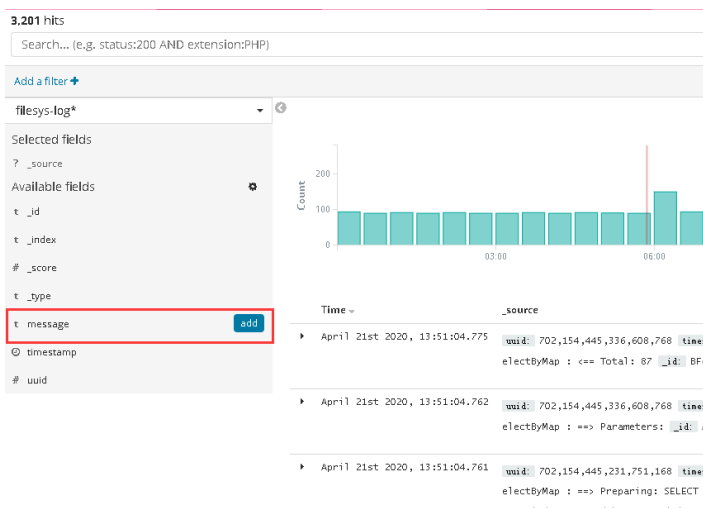 3,201 hits
Search... (e.g. status:200 AND extension:PHP)
Add a filter +
filesys-log*
Selected fields
? _source
Available fields
t _id
t _index
# _score
t _type
t message add
timestamp
# uuid
Count
200
100
0
03:00
06:00
Time _source
April 21st 2020, 13:51:04.775 uuid: 702,154,445,336,608,768
electByMap : <== Total: 87 _id:
April 21st 2020, 13:51:04.762 uuid: 702,154,445,336,608,768
electByMap : ==> Parameters: _id:
April 21st 2020, 13:51:04.761 uuid: 702,154,445,231,751,168
electByMap : ==> Preparing: SELECT